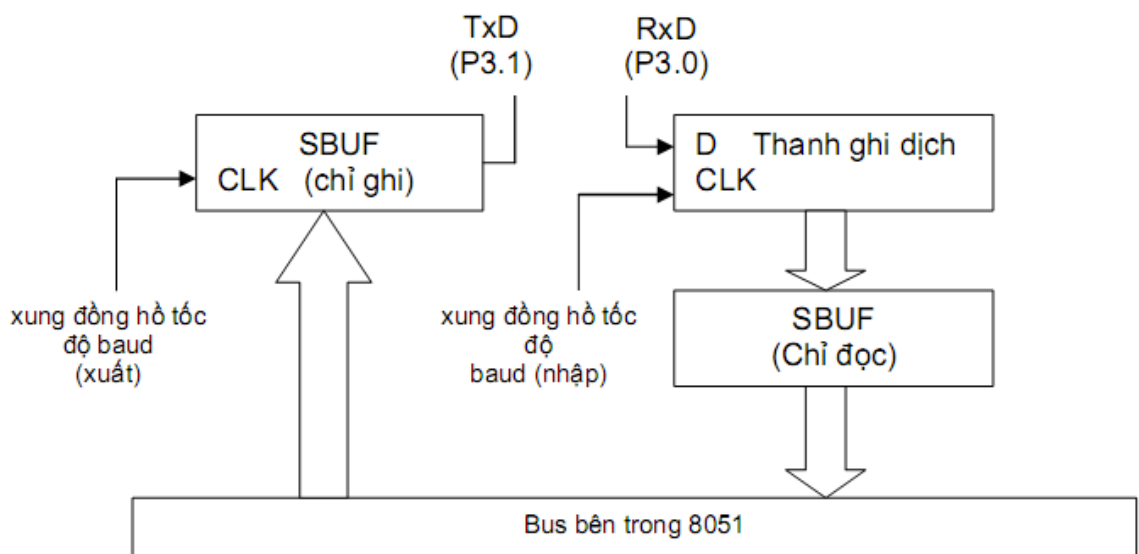 TxD
(P3.1)
RxD
(P3.0)
SBUF
CLK (chỉ ghi)
D Thanh ghi dịch
CLK
xung đồng hồ tốc
độ baud
(xuất)
xung đồng hồ tốc
độ
baud (nhập)
SBUF
(Chỉ đọc)
Bus bên trong 8051